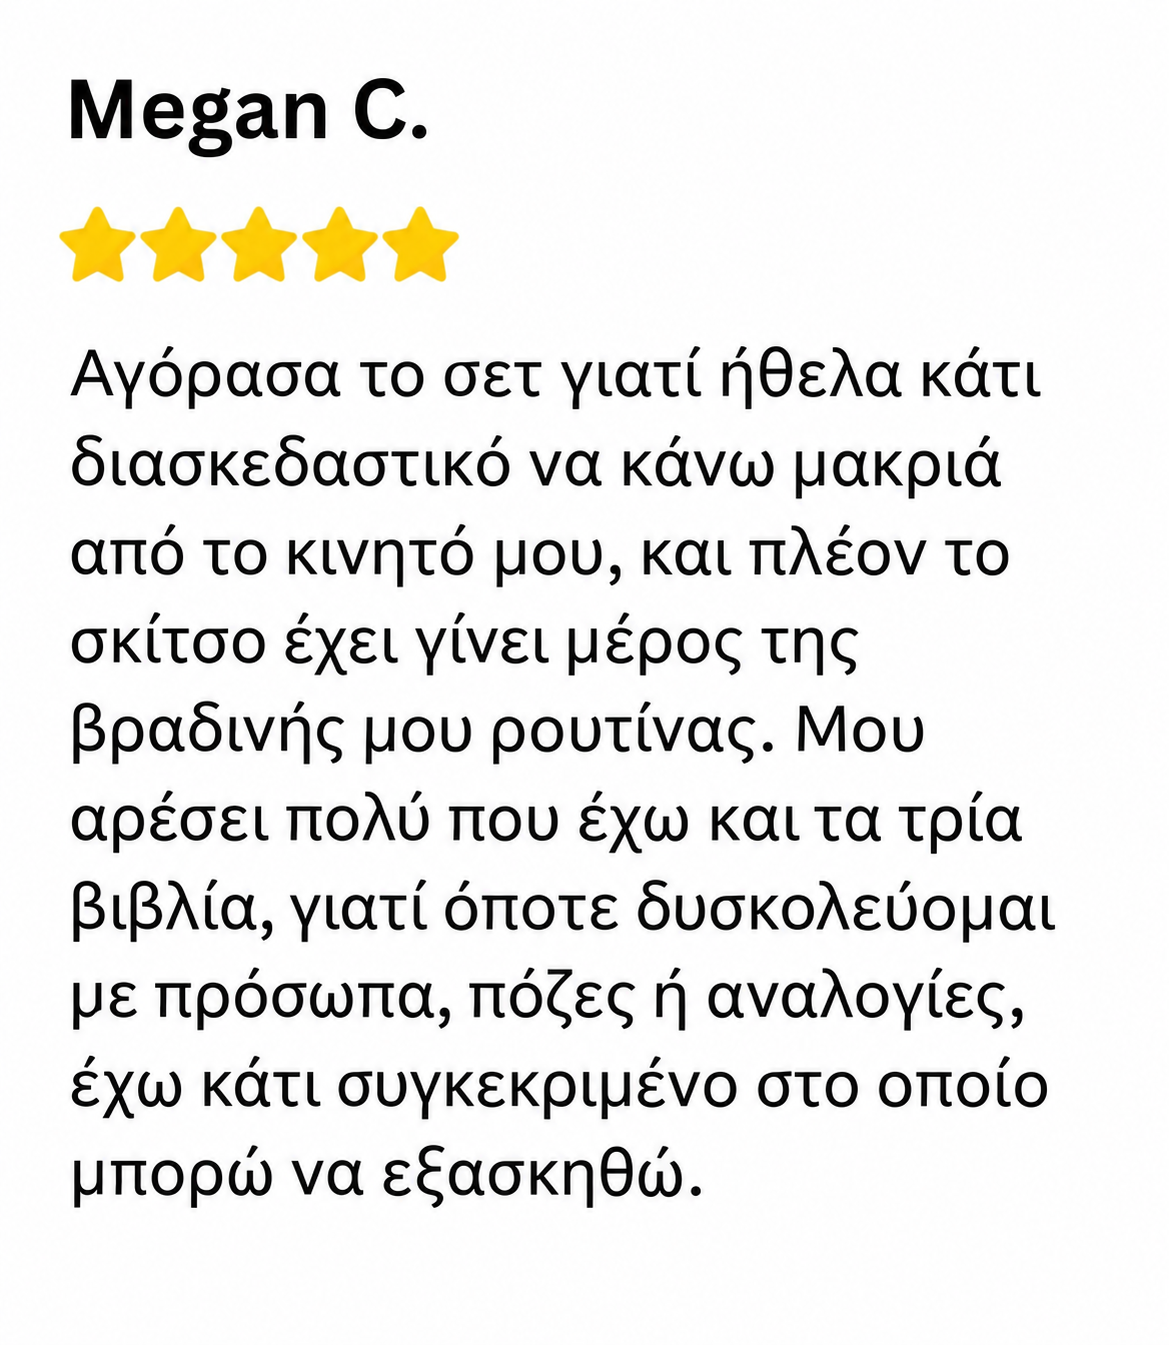 Megan C.
Αγόρασα το σετ γιατί ήθελα κάτι
διασκεδαστικό να κάνω μακριά
από το κινητό μου, και πλέον το
σκίτσο έχει γίνει μέρος της
βραδινής μου ρουτίνας. Μου
αρέσει πολύ που έχω και τα τρία
βιβλία, γιατί όποτε δυσκολεύομαι
με πρόσωπα, πόζες ή αναλογίες,
έχω κάτι συγκεκριμένο στο οποίο
μπορώ να εξασκηθώ.